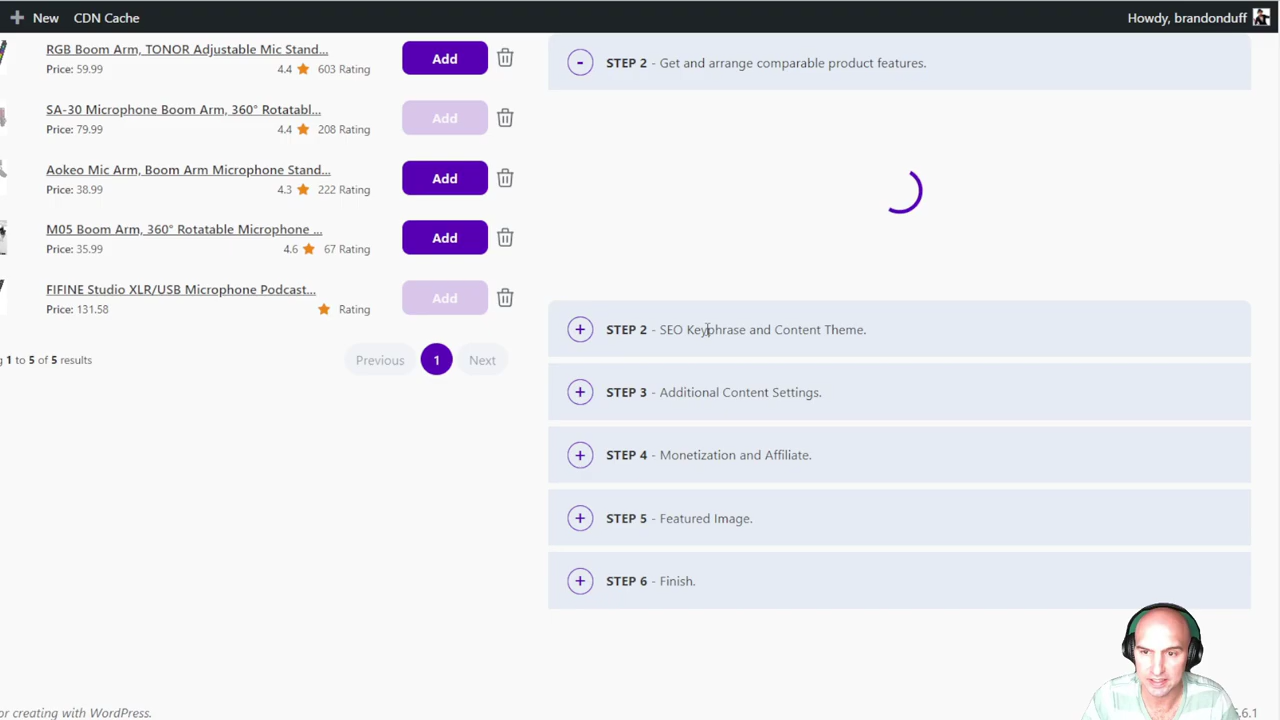 New CDN Cache Howdy, brandonduff
RGB Boom Arm, TONOR Adjustable Mic Stand...
Price: 59.99 4.4 603 Rating
Add
SA-30 Microphone Boom Arm, 360° Rotatabl...
Price: 79.99 4.4 208 Rating
Add
Aokeo Mic Arm, Boom Arm Microphone Stand...
Price: 38.99 4.3 222 Rating
Add
M05 Boom Arm, 360° Rotatable Microphone ...
Price: 35.99 4.6 67 Rating
Add
FIFINE Studio XLR/USB Microphone Podcast...
Price: 131.58 Rating
Add
g 1 to 5 of 5 results
Previous 1 Next
- STEP 2 - Get and arrange comparable product features.
+ STEP 2 - SEO Keyphrase and Content Theme.
+ STEP 3 - Additional Content Settings.
+ STEP 4 - Monetization and Affiliate.
+ STEP 5 - Featured Image.
+ STEP 6 - Finish.
or creating with WordPress.
.6.1